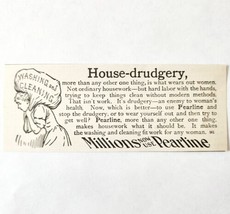 WASHING and
CLEANING
House-drudgery,
more than any other one thing, is what wears out women.
Not ordinary housework—but hard labor with the hands,
trying to keep things clean without modern methods.
That isn't work. It's drudgery—an enemy to woman's
health. Now, which is better—to use Pearline and
stop the drudgery, or to wear yourself out and then try to
get well? Pearline, more than any other one thing,
makes housework what it should be. It makes
the washing and cleaning fit work for any woman.
Millions NOW USE Pearline